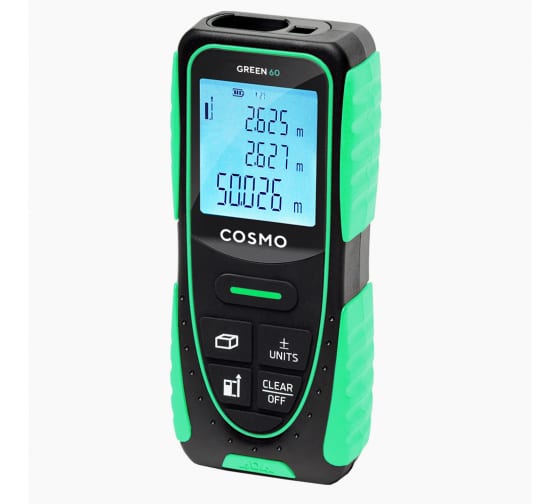 GREEN 60
2.625 m
2.627 m
50.026 m
COSMO
±
UNITS
CLEAR
OFF